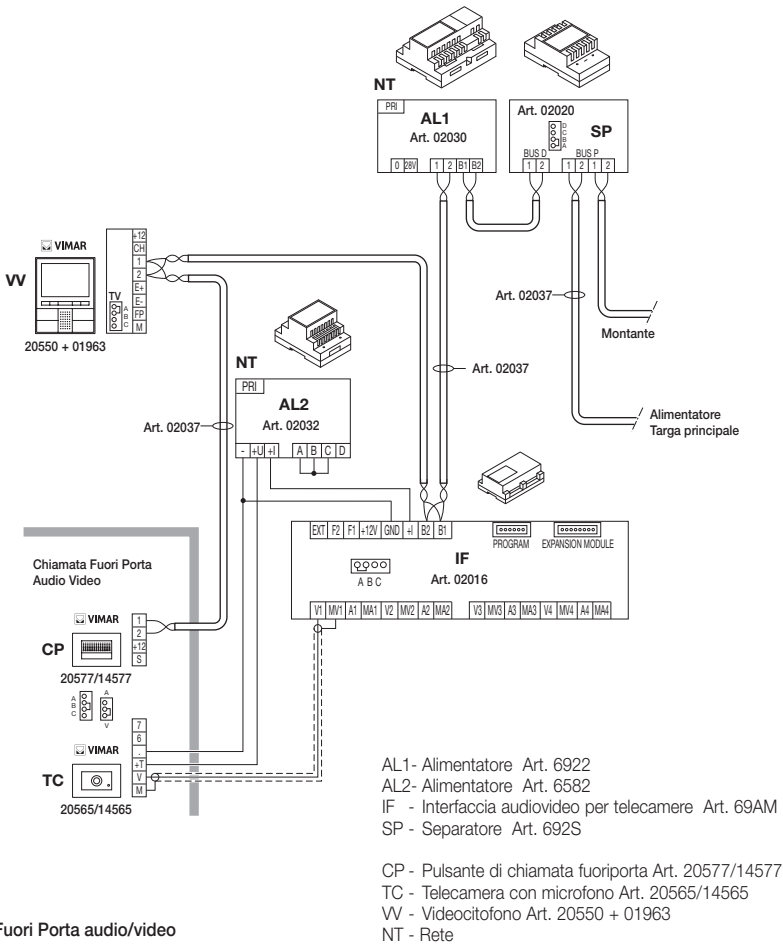 NT
PRI
AL1
Art. 02030
0 28V 1 2 B1 B2
Art. 02020
D
C
B
A
SP
BUS D BUS P
1 2 1 2 1 2
VIMAR
VV
20550 + 01963
TV
A
B
C
+12
CH
1
2
E+
E-
FP
M
Art. 02037
Montante
Art. 02037
Alimentatore
Targa principale
NT
PRI
AL2
Art. 02032
- +U +I A B C D
Art. 02037
EXT F2 F1 +12V GND +I B2 B1
PROGRAM EXPANSION MODULE
IF
A B C
Art. 02016
V1 MV1 A1 MA1 V2 MV2 A2 MA2 V3 MV3 A3 MA3 V4 MV4 A4 MA4
Chiamata Fuori Porta
Audio Video
VIMAR
CP
1
2
+12
S
20577/14577
A
B
C
A
V
VIMAR
TC
7
6
-
+T
V
M
20565/14565
AL1- Alimentatore Art. 6922
AL2- Alimentatore Art. 6582
IF - Interfaccia audiovideo per telecamere Art. 69AM
SP - Separatore Art. 692S
CP - Pulsante di chiamata fuoriporta Art. 20577/14577
TC - Telecamera con microfono Art. 20565/14565
VV - Videocitofono Art. 20550 + 01963
NT - Rete
Fuori Porta audio/video